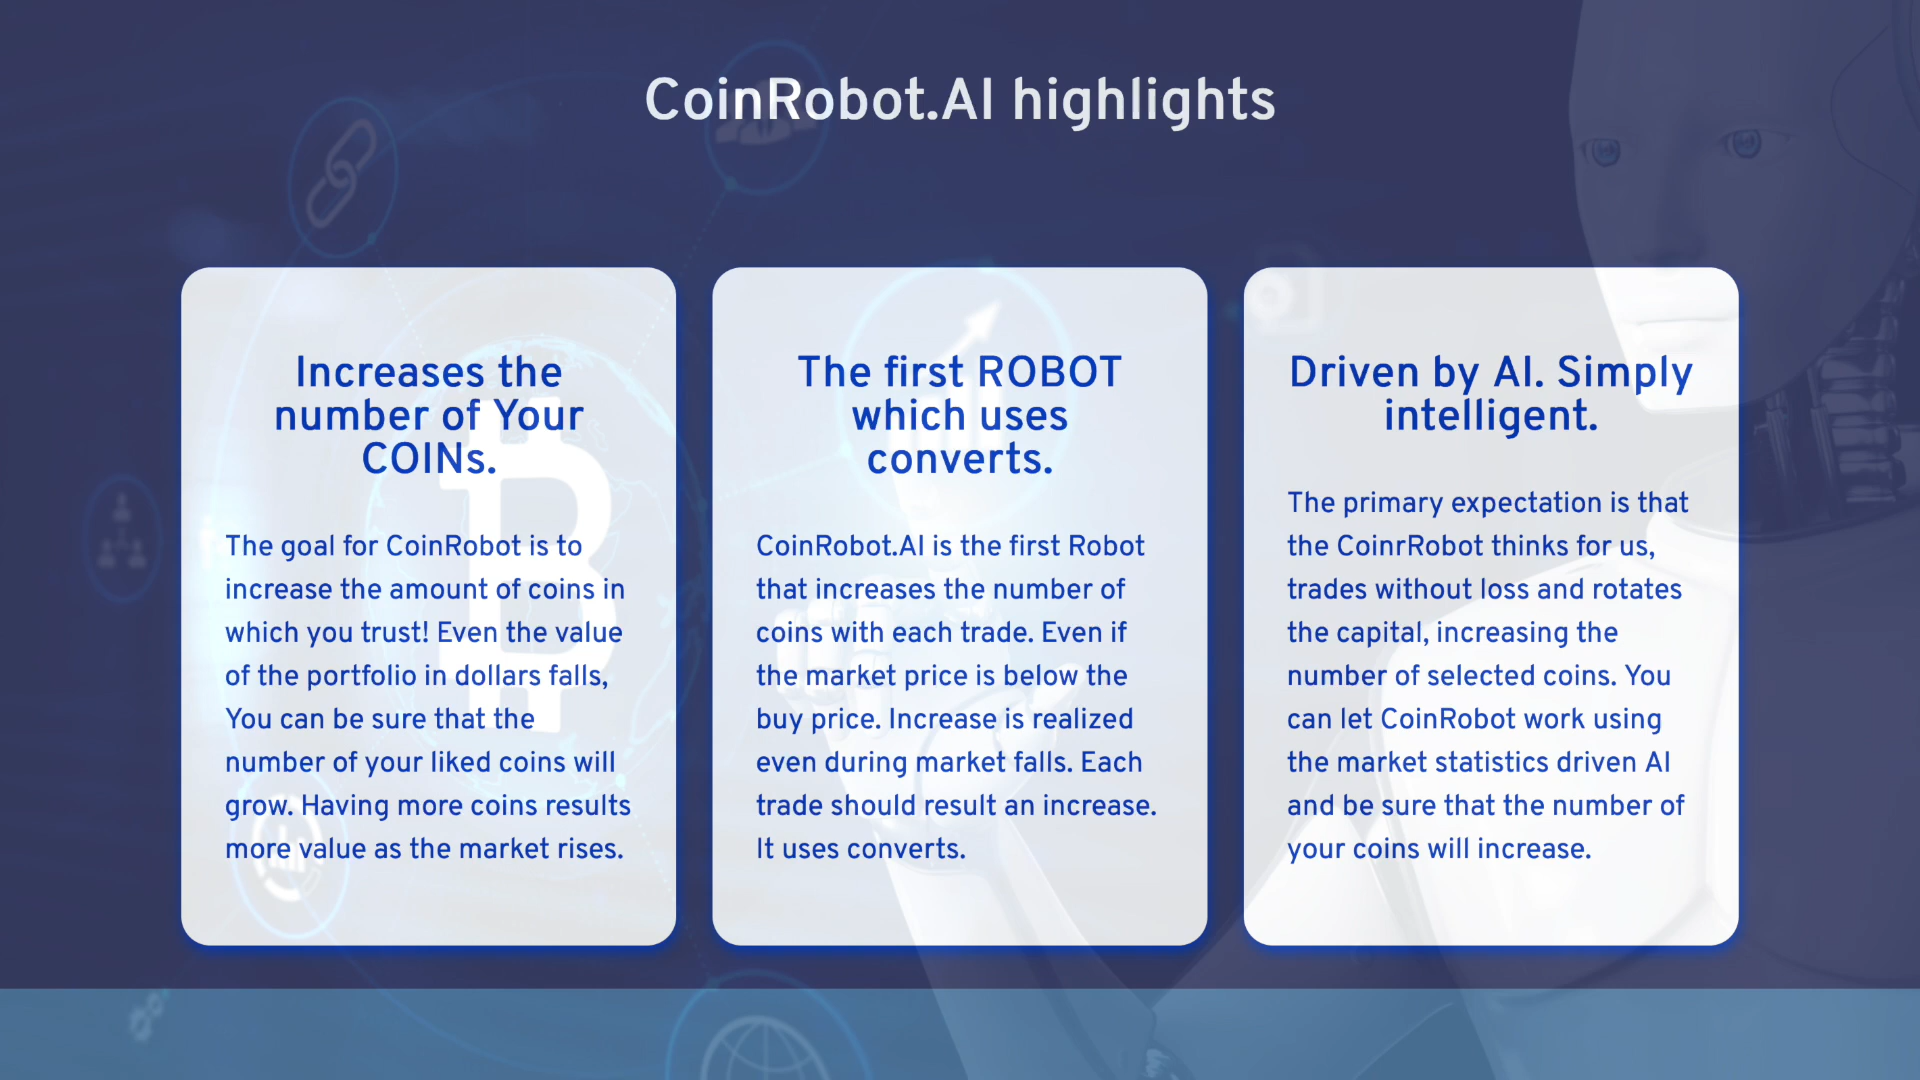 CoinRobot.AI highlights
Increases the
number of Your
COINs.
The goal for CoinRobot is to
increase the amount of coins in
which you trust! Even the value
of the portfolio in dollars falls,
You can be sure that the
number of your liked coins will
grow. Having more coins results
more value as the market rises.
The first ROBOT
which uses
converts.
CoinRobot.AI is the first Robot
that increases the number of
coins with each trade. Even if
the market price is below the
buy price. Increase is realized
even during market falls. Each
trade should result an increase.
It uses converts.
Driven by AI. Simply
intelligent.
The primary expectation is that
the CoinrRobot thinks for us,
trades without loss and rotates
the capital, increasing the
number of selected coins. You
can let CoinRobot work using
the market statistics driven AI
and be sure that the number of
your coins will increase.